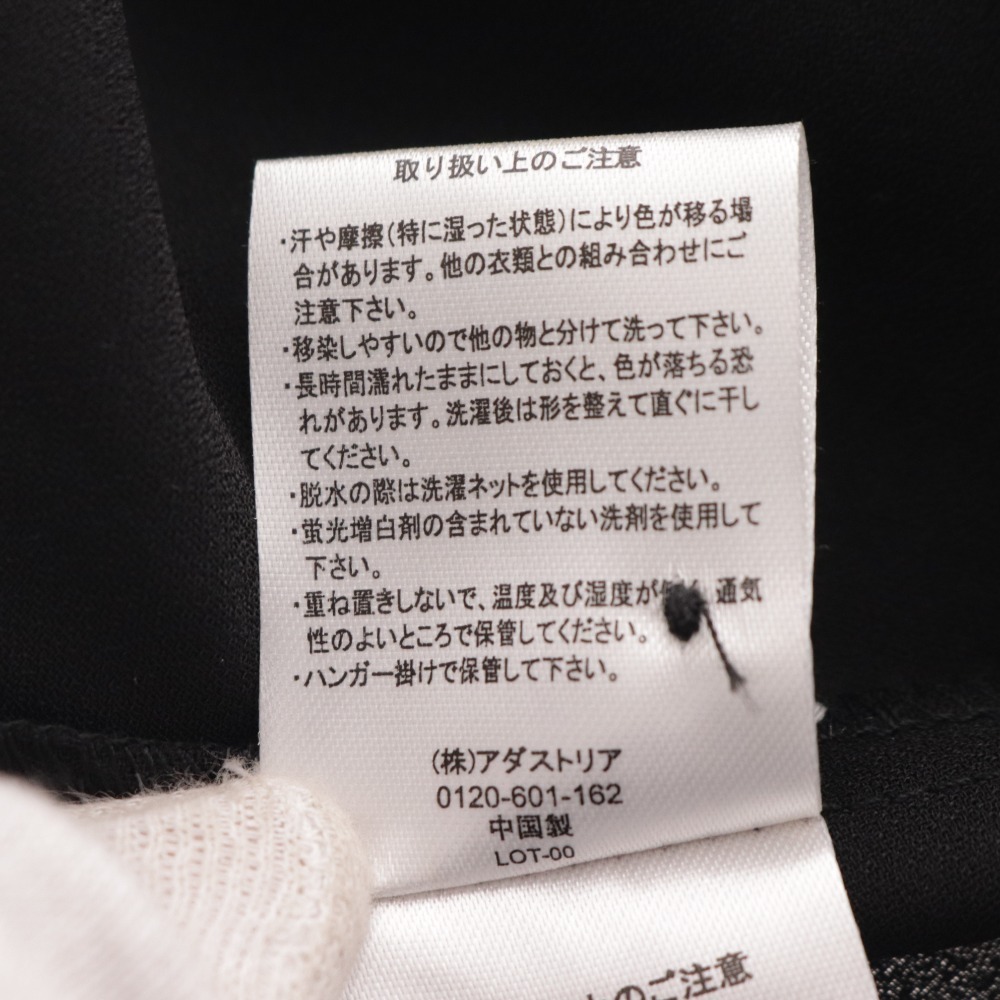 取り扱い上のご注意
・汗や摩擦(特に湿った状態)により色が移る場
合があります。他の衣類との組み合わせにご
注意下さい。
・移染しやすいので他の物と分けて洗って下さい。
・長時間濡れたままにしておくと、色が落ちる恐
れがあります。洗濯後は形を整えて直ぐに干し
てください。
・脱水の際は洗濯ネットを使用してください。
・蛍光増白剤の含まれていない洗剤を使用して
下さい。
・重ね置きしないで、温度及び湿度が 通気
性のよいところで保管してください。
・ハンガー掛けで保管して下さい。
(株)アダストリア
0120-601-162
中国製
LOT-00
のご注意